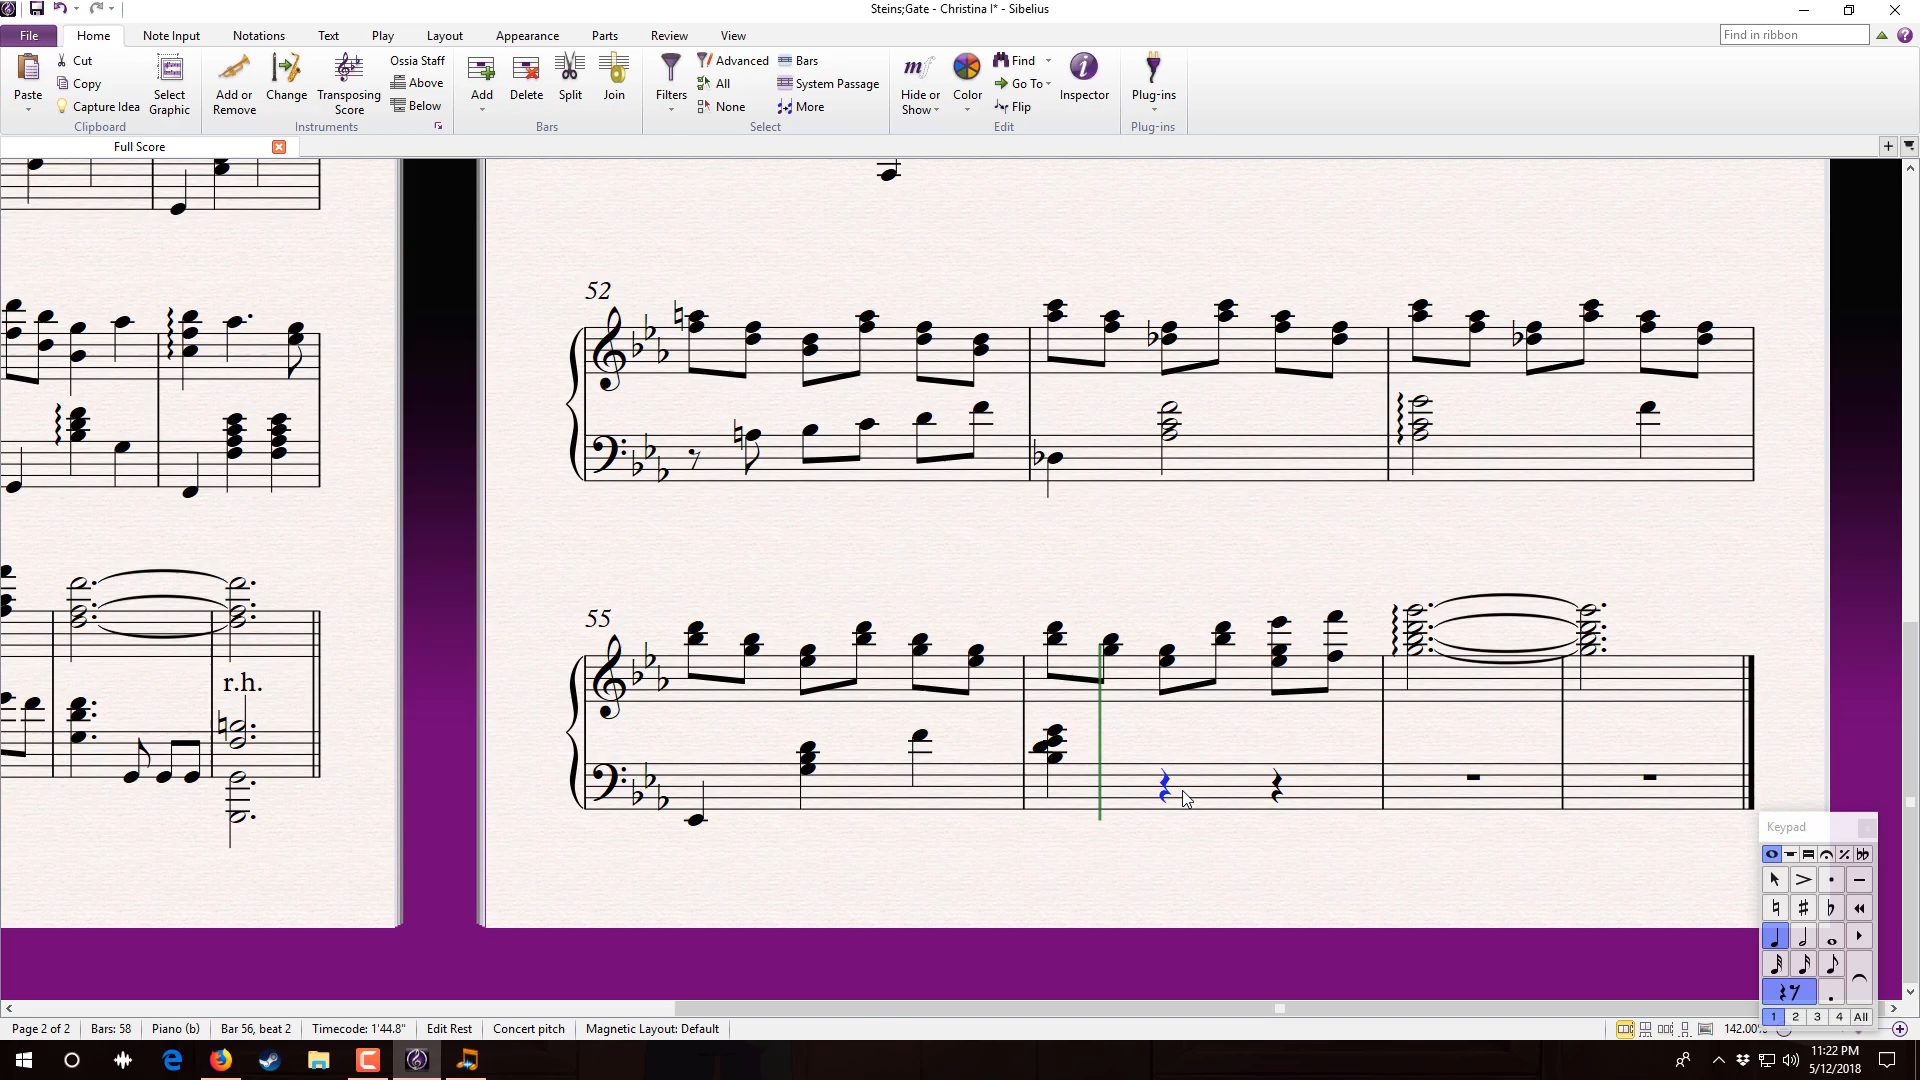 Steins;Gate - Christina I* - Sibelius
File Home Note Input Notations Text Play Layout Appearance Parts Review View Find in ribbon
Paste Cut Copy Capture Idea Select Graphic
Clipboard
Add or Remove Change Transposing Score Ossia Staff Above Below
Instruments
Add Delete Split Join
Bars
Filters Advanced All None Bars System Passage More
Select
Hide or Show Color Find Go To Flip Inspector
Edit
Plug-ins
Plug-ins
Full Score
52
55
r.h.
Keypad
1 2 3 4 All
Page 2 of 2 Bars: 58 Piano (b) Bar 56, beat 2 Timecode: 1'44.8" Edit Rest Concert pitch Magnetic Layout: Default 142.00%
11:22 PM
5/12/2018